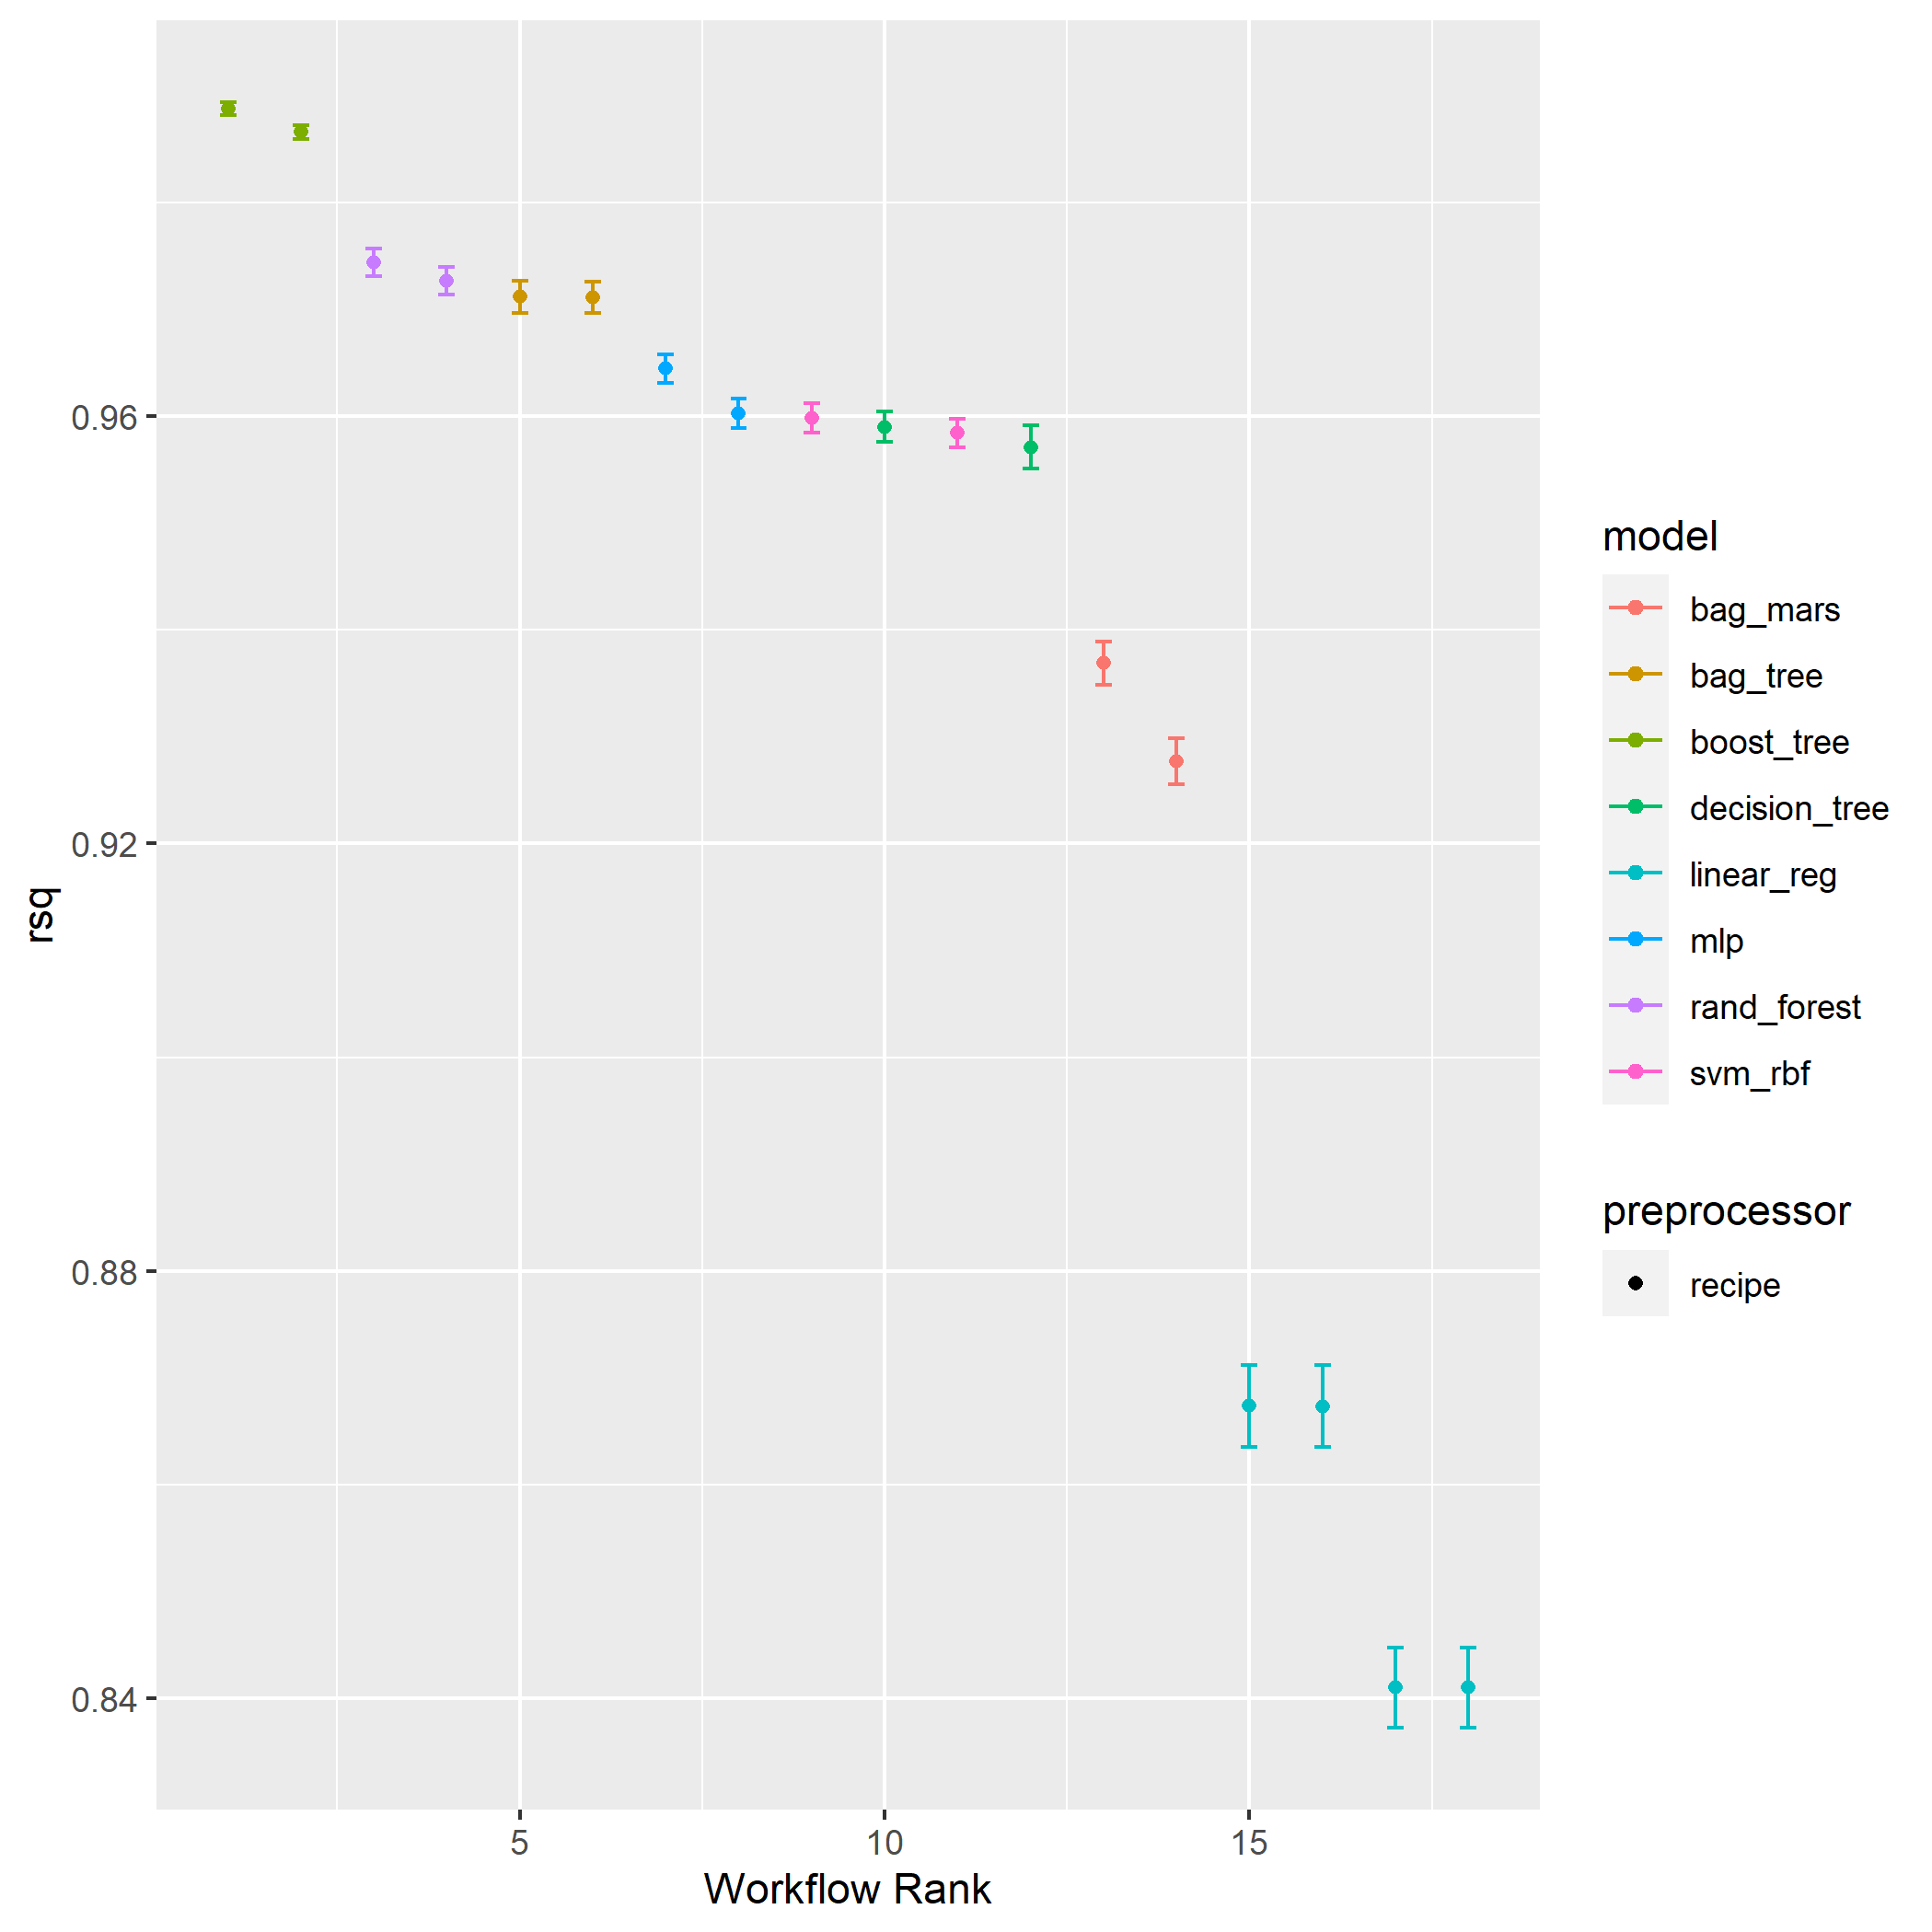 0.96
0.92
0.88
0.84
rsq
5
10
15
Workflow Rank
model
bag_mars
bag_tree
boost_tree
decision_tree
linear_reg
mlp
rand_forest
svm_rbf
preprocessor
recipe